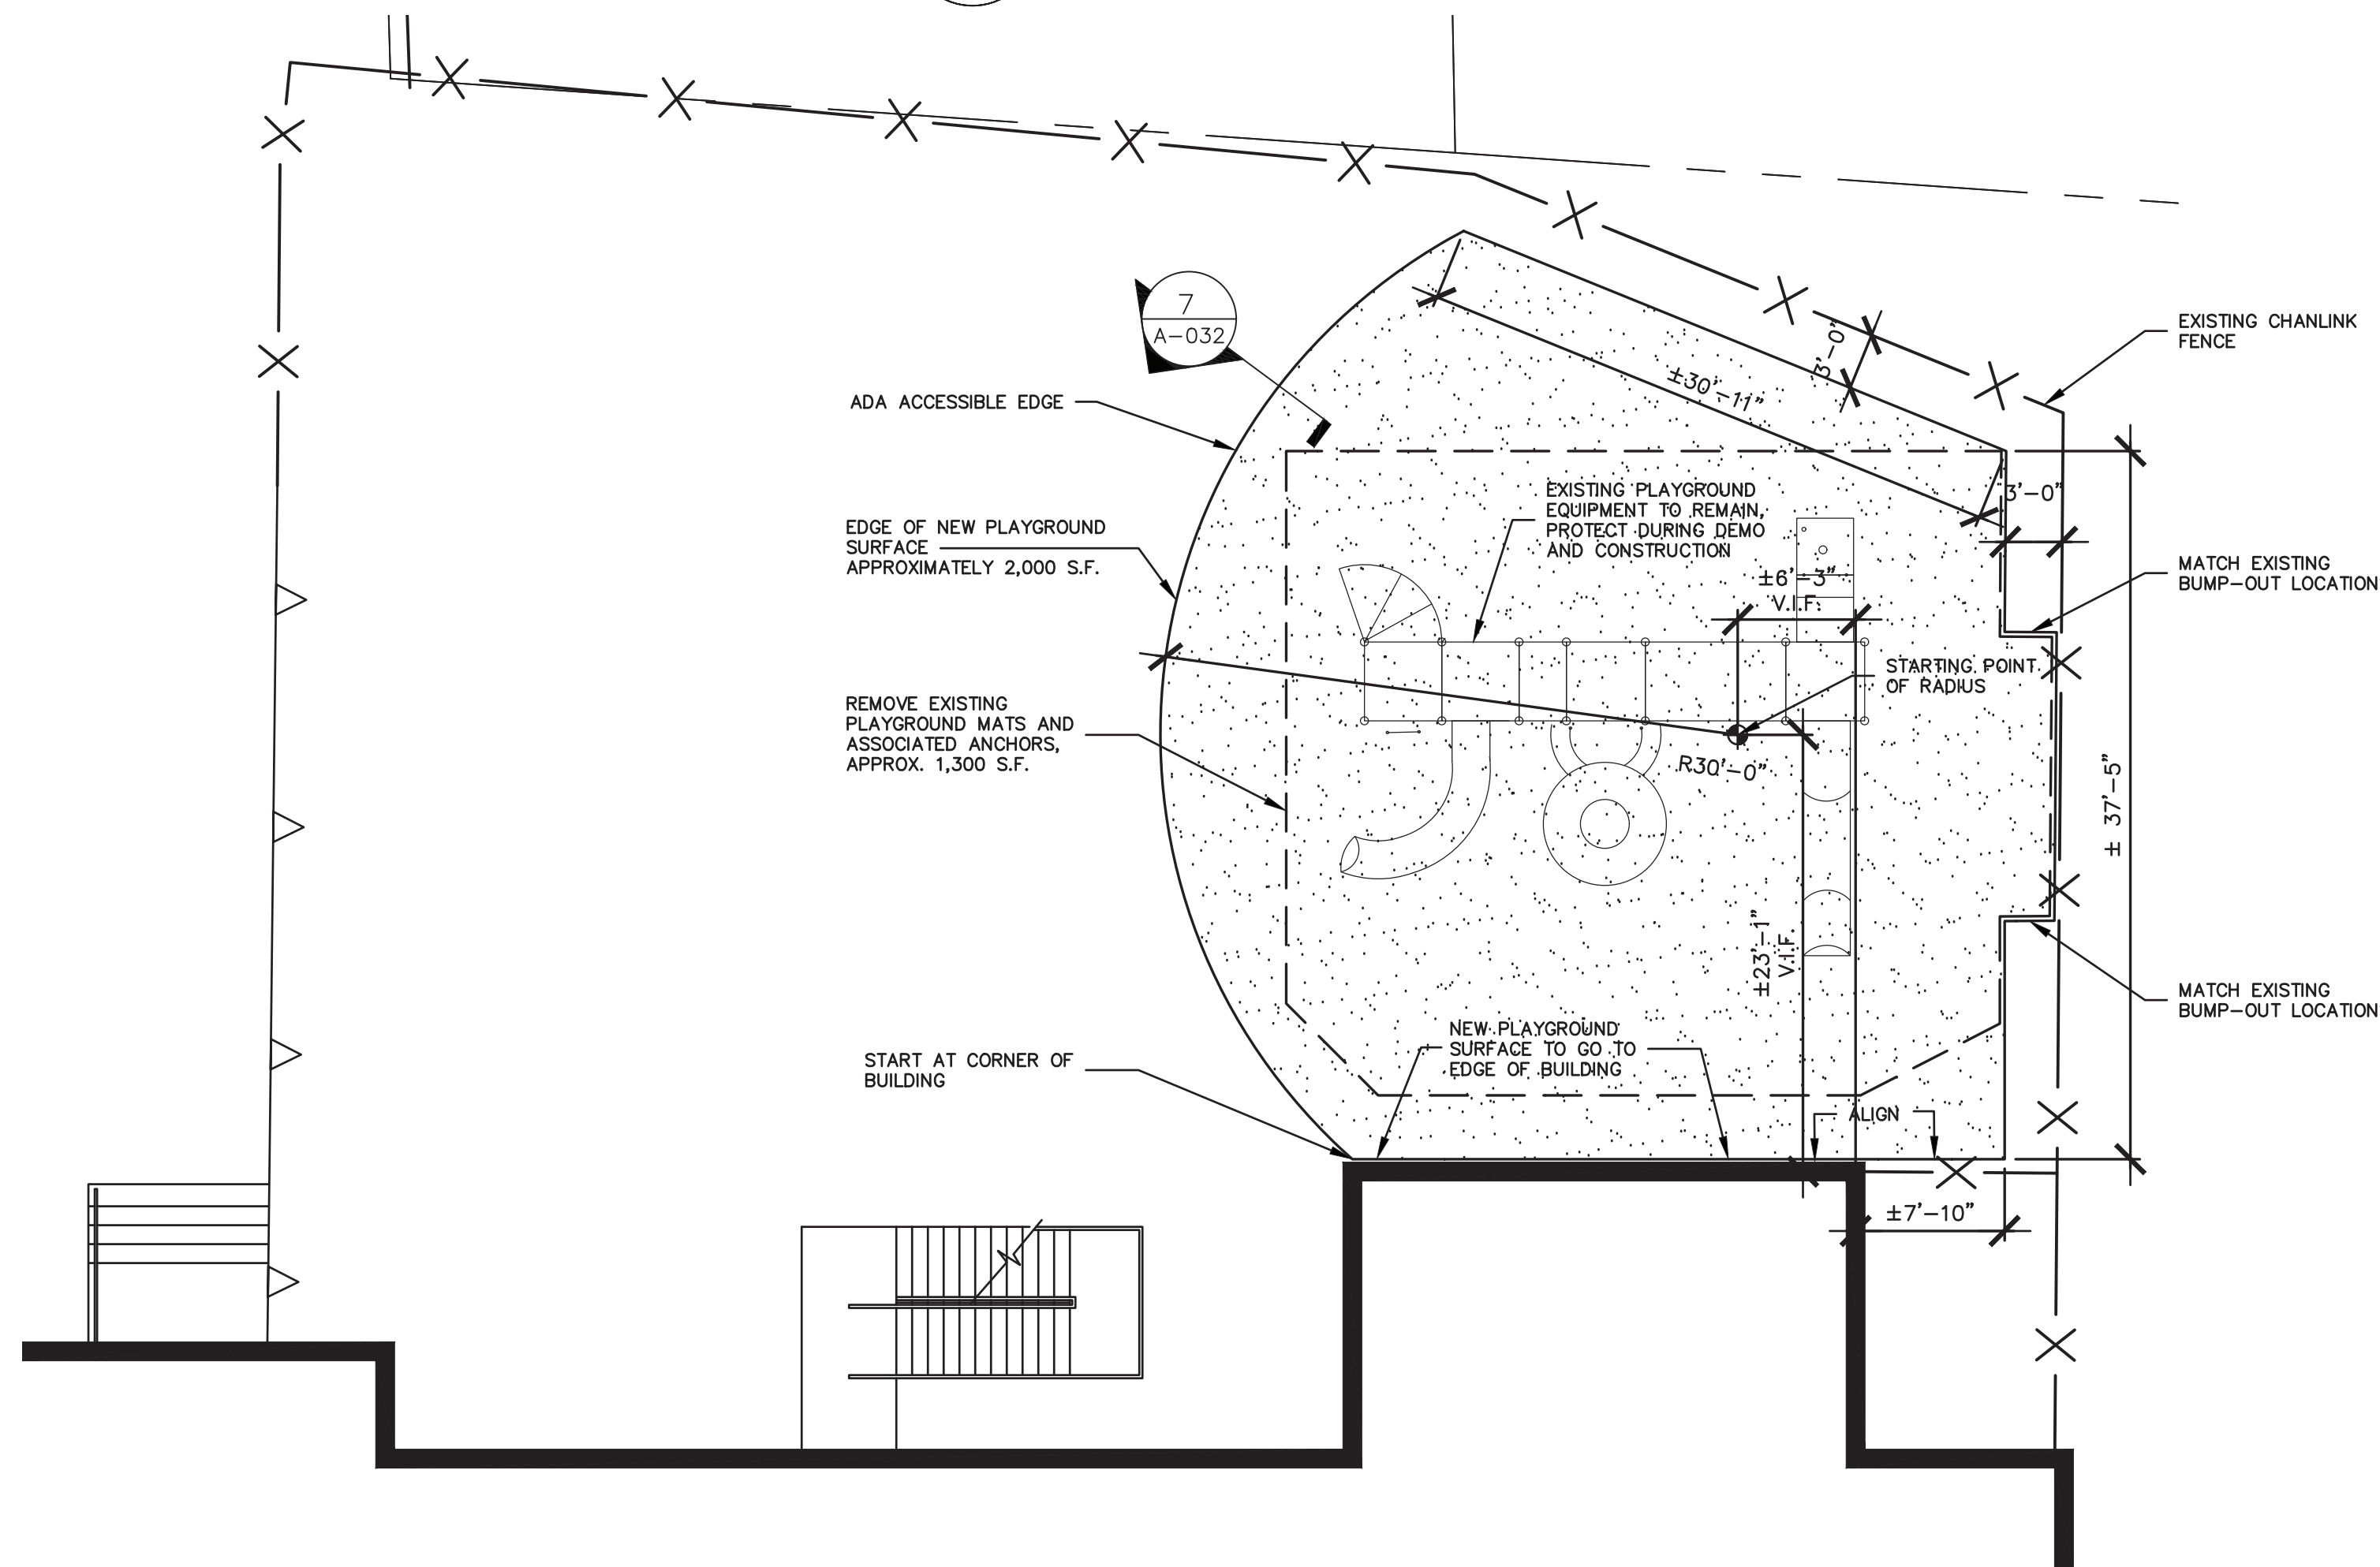 7
A-032
EXISTING CHANLINK
FENCE
3'-0"
±30'-11"
ADA ACCESSIBLE EDGE
3'-0"
EXISTING PLAYGROUND
EQUIPMENT TO REMAIN,
PROTECT DURING DEMO
AND CONSTRUCTION
EDGE OF NEW PLAYGROUND
SURFACE
APPROXIMATELY 2,000 S.F.
MATCH EXISTING
BUMP-OUT LOCATION
±6'-3"
V.I.F.
STARTING POINT
OF RADIUS
REMOVE EXISTING
PLAYGROUND MATS AND
ASSOCIATED ANCHORS,
APPROX. 1,300 S.F.
R30'-0"
± 37'-5"
±23'-1"
V.I.F.
MATCH EXISTING
BUMP-OUT LOCATION
NEW PLAYGROUND
SURFACE TO GO TO
EDGE OF BUILDING
START AT CORNER OF
BUILDING
ALIGN
±7'-10"